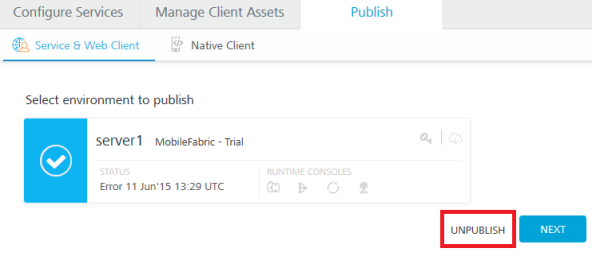 Configure Services Manage Client Assets Publish
Service & Web Client Native Client
Select environment to publish
server1 MobileFabric - Trial
STATUS RUNTIME CONSOLES
Error 11 Jun'15 13:29 UTC
UNPUBLISH NEXT